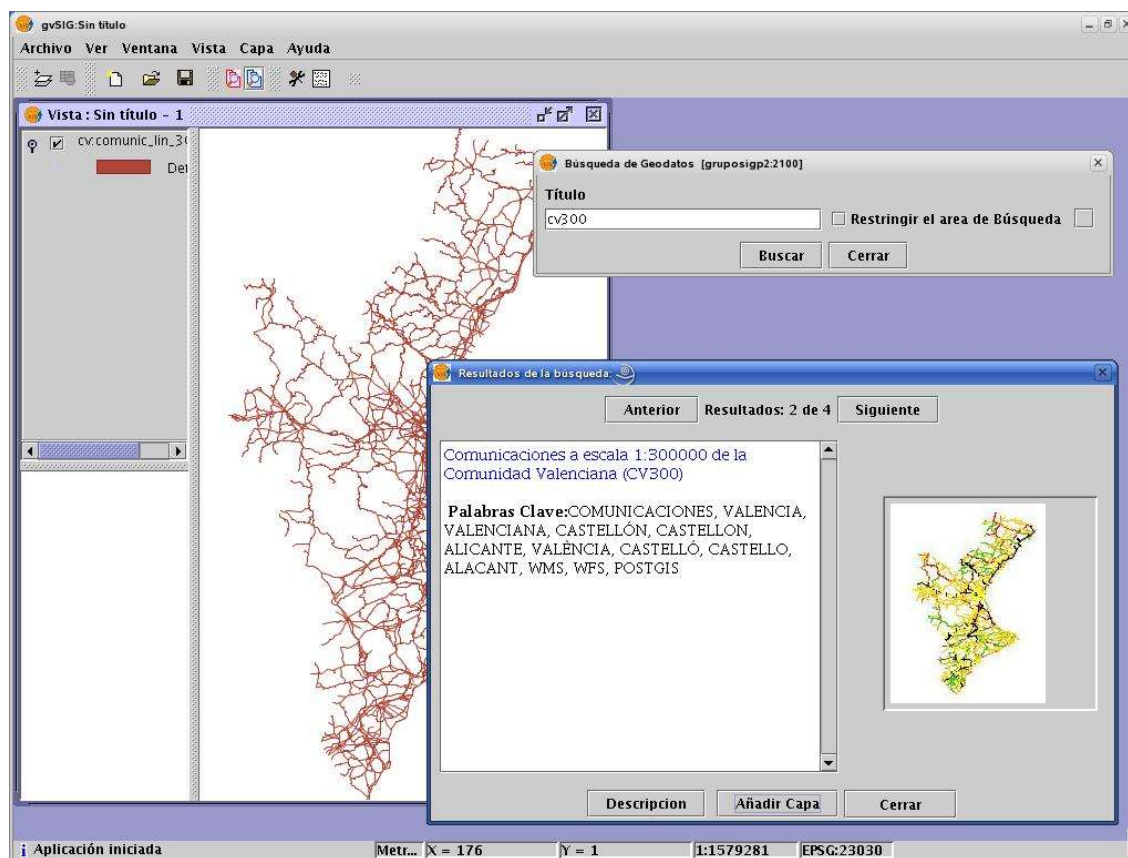 gvSIG:Sin título
Archivo Ver Ventana Vista Capa Ayuda
Vista : Sin título - 1
cv:comunic_lin_30
Def
Búsqueda de Geodatos [gruposigp2:2100]
Título
cv300
Restringir el area de Búsqueda
Buscar Cerrar
Resultados de la búsqueda:
Anterior Resultados: 2 de 4 Siguiente
Comunicaciones a escala 1:300000 de la
Comunidad Valenciana (CV300)
Palabras Clave:COMUNICACIONES, VALENCIA,
VALENCIANA, CASTELLÓN, CASTELLON,
ALICANTE, VALÈNCIA, CASTELLÓ, CASTELLO,
ALACANT, WMS, WFS, POSTGIS
Descripcion Añadir Capa Cerrar
Aplicación iniciada Metr... X = 176 Y = 1 1:1579281 EPSG:23030